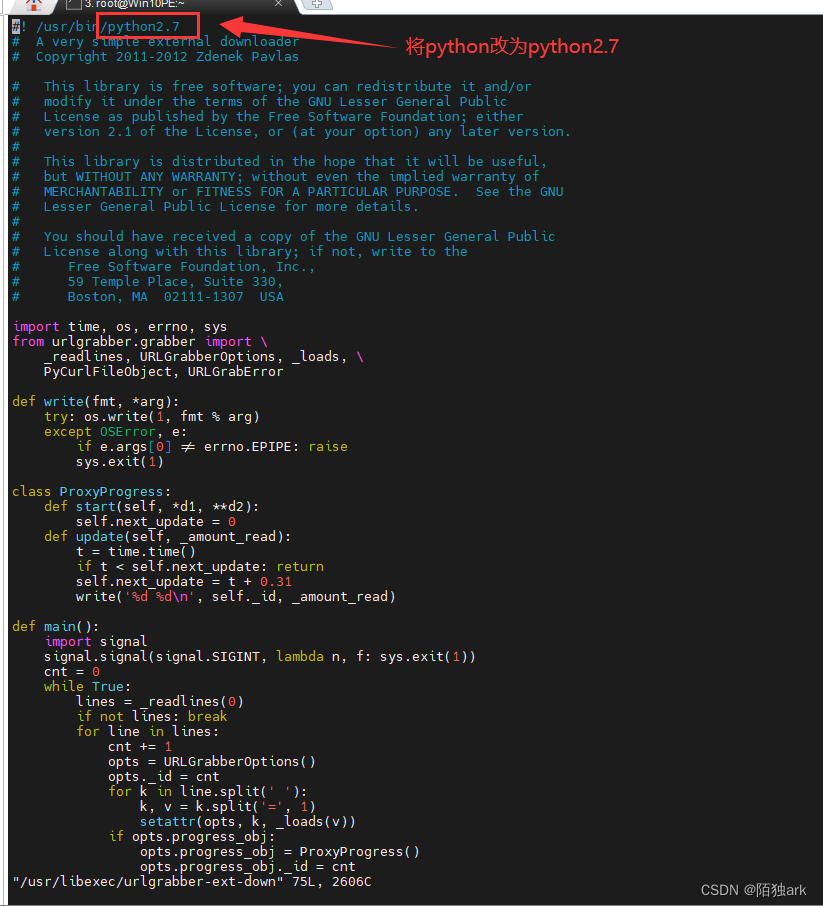 3.root@Win10PE:~
#! /usr/bin/python2.7
将python改为python2.7
#  A very simple external downloader
#  Copyright 2011-2012 Zdenek Pavlas
#   This library is free software; you can redistribute it and/or
#   modify it under the terms of the GNU Lesser General Public
#   License as published by the Free Software Foundation; either
#   version 2.1 of the License, or (at your option) any later version.
#
#   This library is distributed in the hope that it will be useful,
#   but WITHOUT ANY WARRANTY; without even the implied warranty of
#   MERCHANTABILITY or FITNESS FOR A PARTICULAR PURPOSE.  See the GNU
#   Lesser General Public License for more details.
#
#   You should have received a copy of the GNU Lesser General Public
#   License along with this library; if not, write to the
#      Free Software Foundation, Inc.,
#      59 Temple Place, Suite 330,
#      Boston, MA  02111-1307  USA
import time, os, errno, sys
from urlgrabber.grabber import \
    _readlines, URLGrabberOptions, _loads, \
    PyCurlFileObject, URLGrabError
def write(fmt, *arg):
    try: os.write(1, fmt % arg)
    except OSError, e:
        if e.args[0] != errno.EPIPE: raise
        sys.exit(1)
class ProxyProgress:
    def start(self, *d1, **d2):
        self.next_update = 0
    def update(self, _amount_read):
        t = time.time()
        if t < self.next_update: return
        self.next_update = t + 0.31
        write('%d %d\n', self._id, _amount_read)
def main():
    import signal
    signal.signal(signal.SIGINT, lambda n, f: sys.exit(1))
    cnt = 0
    while True:
        lines = _readlines(0)
        if not lines: break
        for line in lines:
            cnt += 1
            opts = URLGrabberOptions()
            opts._id = cnt
            for k in line.split(' '):
                k, v = k.split('=', 1)
                setattr(opts, k, _loads(v))
            if opts.progress_obj:
                opts.progress_obj = ProxyProgress()
                opts.progress_obj._id = cnt
"/usr/libexec/urlgrabber-ext-down" 75L, 2606C
CSDN @陌独ark